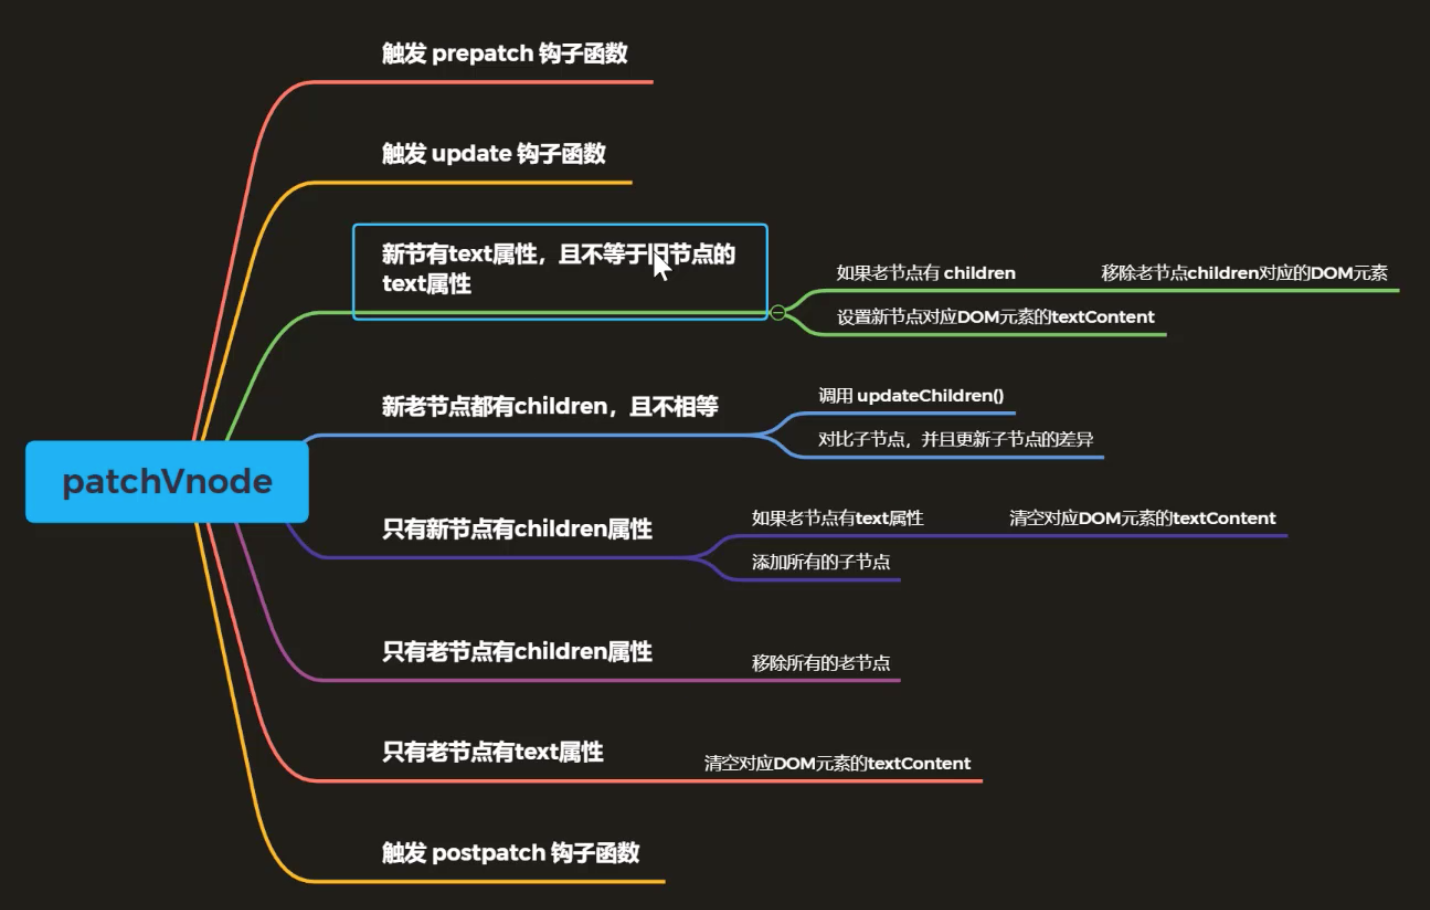 触发 prepatch 钩子函数
触发 update 钩子函数
新节有text属性，且不等于旧节点的
text属性
如果老节点有 children
移除老节点children对应的DOM元素
设置新节点对应DOM元素的textContent
新老节点都有children，且不相等
调用 updateChildren()
对比子节点，并且更新子节点的差异
patchVnode
只有新节点有children属性
如果老节点有text属性
清空对应DOM元素的textContent
添加所有的子节点
只有老节点有children属性
移除所有的老节点
只有老节点有text属性
清空对应DOM元素的textContent
触发 postpatch 钩子函数